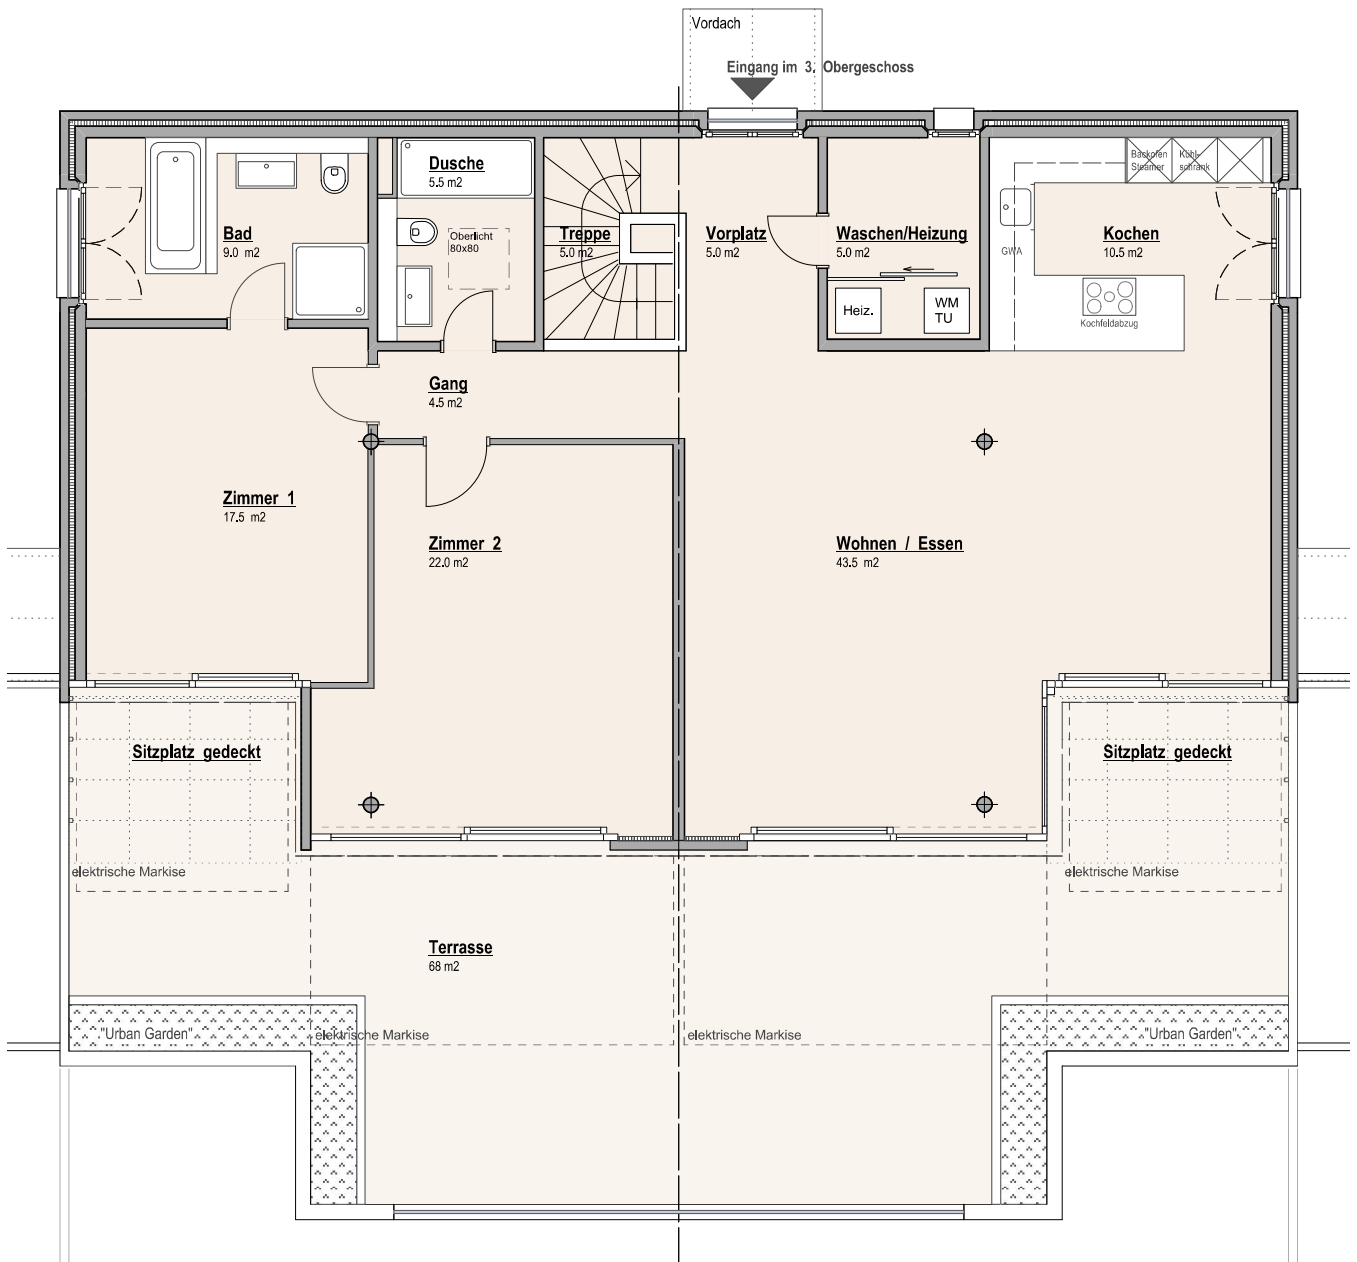 Vordach
Eingang im 3. Obergeschoss
Dusche
5.5 m2
Backofen
Steamer
Kühl-
schrank
Bad
9.0 m2
Oberlicht
80x80
Treppe
5.0 m2
Vorplatz
5.0 m2
Waschen/Heizung
5.0 m2
GWA
Kochen
10.5 m2
Heiz.
WM
TU
Kochfeldabzug
Gang
4.5 m2
Zimmer 1
17.5 m2
Zimmer 2
22.0 m2
Wohnen / Essen
43.5 m2
Sitzplatz gedeckt
Sitzplatz gedeckt
elektrische Markise
elektrische Markise
Terrasse
68 m2
"Urban Garden"
elektrische Markise
elektrische Markise
"Urban Garden"